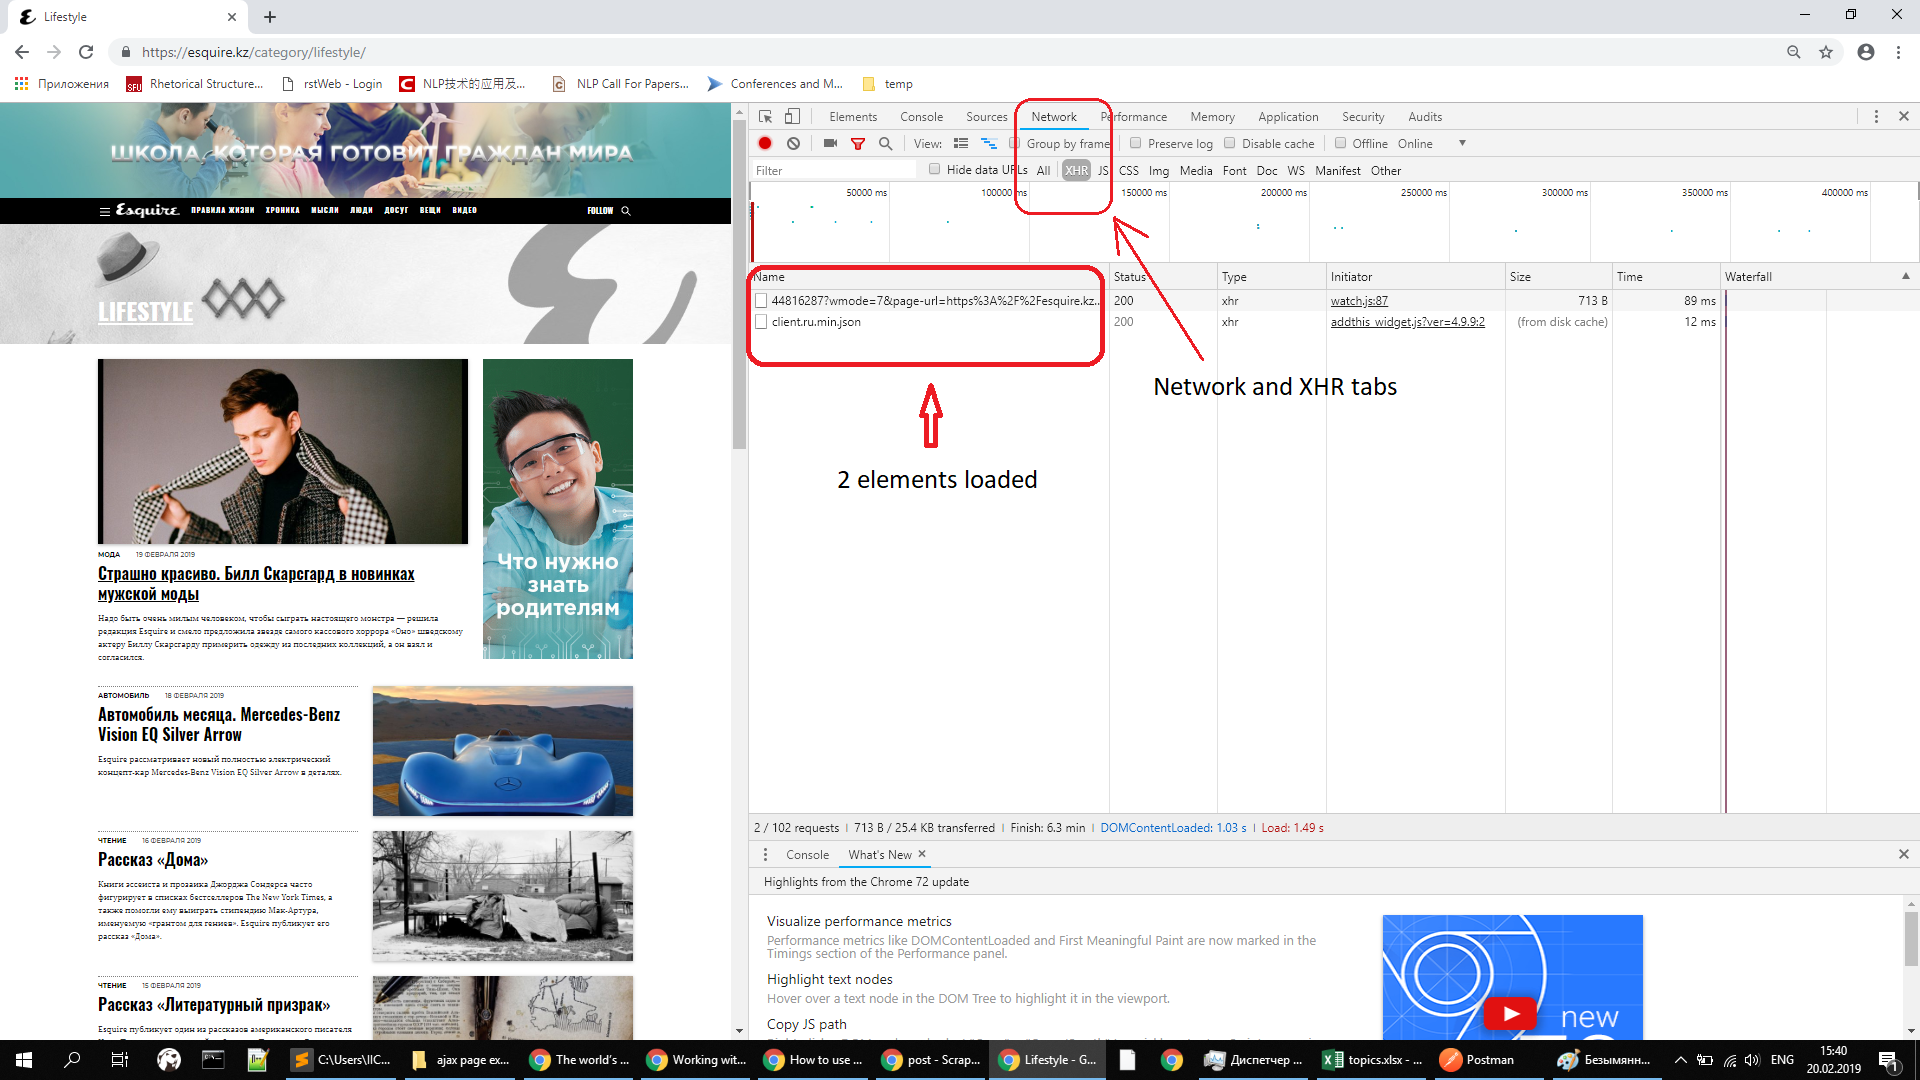 Lifestyle
https://esquire.kz/category/lifestyle/
Приложения
Rhetorical Structure...
rstWeb - Login
NLP技术的应用及...
NLP Call For Papers...
Conferences and M...
temp
ШКОЛА, КОТОРАЯ ГОТОВИТ ГРАЖДАН МИРА
Esquire ПРАВИЛА ЖИЗНИ ХРОНИКА МЫСЛИ ЛЮДИ ДОСУГ ВЕЩИ ВИДЕО FOLLOW
LIFESTYLE
МОДА 19 ФЕВРАЛЯ 2019
Страшно красиво. Билл Скарсгард в новинках
мужской моды
Надо быть очень милым человеком, чтобы сыграть настоящего монстра — решила
редакция Esquire и смело предложила звезде самого кассового хоррора «Оно» шведскому
актеру Биллу Скарсгарду примерить одежду из последних коллекций, а он взял и
согласился.
Что нужно
знать
родителям
АВТОМОБИЛЬ 18 ФЕВРАЛЯ 2019
Автомобиль месяца. Mercedes-Benz
Vision EQ Silver Arrow
Esquire рассматривает новый полностью электрический
концепт-кар Mercedes-Benz Vision EQ Silver Arrow в деталях.
ЧТЕНИЕ 16 ФЕВРАЛЯ 2019
Рассказ «Дома»
Книги эссеиста и прозаика Джорджа Сондерса часто
фигурирует в списках бестселлеров The New York Times, а
также помогли ему выиграть стипендию Мак-Артура,
именуемую «грантом для гениев». Esquire публикует его
рассказ «Дома».
ЧТЕНИЕ 15 ФЕВРАЛЯ 2019
Рассказ «Литературный призрак»
Esquire публикует один из рассказов американского писателя
Elements Console Sources Network Performance Memory Application Security Audits
View: Group by frame Preserve log Disable cache Offline Online
Filter Hide data URLs All XHR JS CSS Img Media Font Doc WS Manifest Other
50000 ms 100000 ms 150000 ms 200000 ms 250000 ms 300000 ms 350000 ms 400000 ms
Name Status Type Initiator Size Time Waterfall
44816287?wmode=7&page-url=https%3A%2F%2Fesquire.kz... 200 xhr watch.js:87 713 B 89 ms
client.ru.min.json 200 xhr addthis_widget.js?ver=4.9.9:2 (from disk cache) 12 ms
Network and XHR tabs
2 elements loaded
2 / 102 requests | 713 B / 25.4 KB transferred | Finish: 6.3 min | DOMContentLoaded: 1.03 s | Load: 1.49 s
Console What's New
Highlights from the Chrome 72 update
Visualize performance metrics
Performance metrics like DOMContentLoaded and First Meaningful Paint are now marked in the
Timings section of the Performance panel.
Highlight text nodes
Hover over a text node in the DOM Tree to highlight it in the viewport.
Copy JS path
new
C:\Users\IIC... ajax page ex... The world's ... Working wit... How to use ... post - Scrap... Lifestyle - G... Диспетчер ... topics.xlsx - ... Postman Безымянн... ENG
15:40
20.02.2019
1